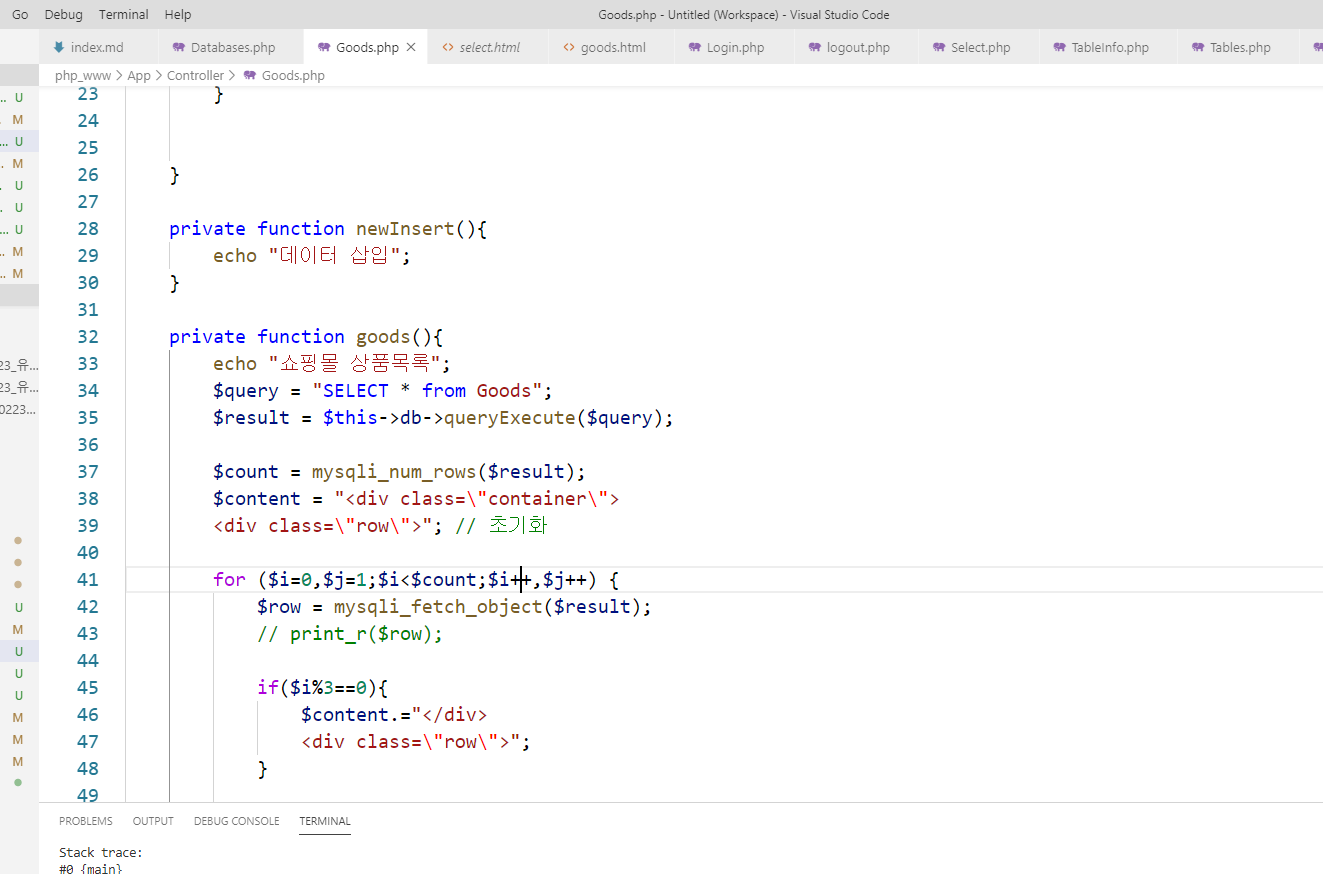 Go Debug Terminal Help Goods.php - Untitled (Workspace) - Visual Studio Code
index.md Databases.php Goods.php × select.html goods.html Login.php logout.php Select.php TableInfo.php Tables.php
php_www > App > Controller > Goods.php
23 }
24
25
26 }
27
28 private function newInsert(){
29 echo "데이터 삽입";
30 }
31
32 private function goods(){
33 echo "쇼핑몰 상품목록";
34 $query = "SELECT * from Goods";
35 $result = $this->db->queryExecute($query);
36
37 $count = mysqli_num_rows($result);
38 $content = "<div class=\"container\">
39 <div class=\"row\">"; // 초기화
40
41 for ($i=0,$j=1;$i<$count;$i++,$j++) {
42 $row = mysqli_fetch_object($result);
43 // print_r($row);
44
45 if($i%3==0){
46 $content.="</div>
47 <div class=\"row\">";
48 }
49
... U
M
... U
M
U
U
... U
M
M
23_유...
23_유...
0223...
U
M
U
U
U
M
M
M
PROBLEMS OUTPUT DEBUG CONSOLE TERMINAL
Stack trace:
#0 {main}